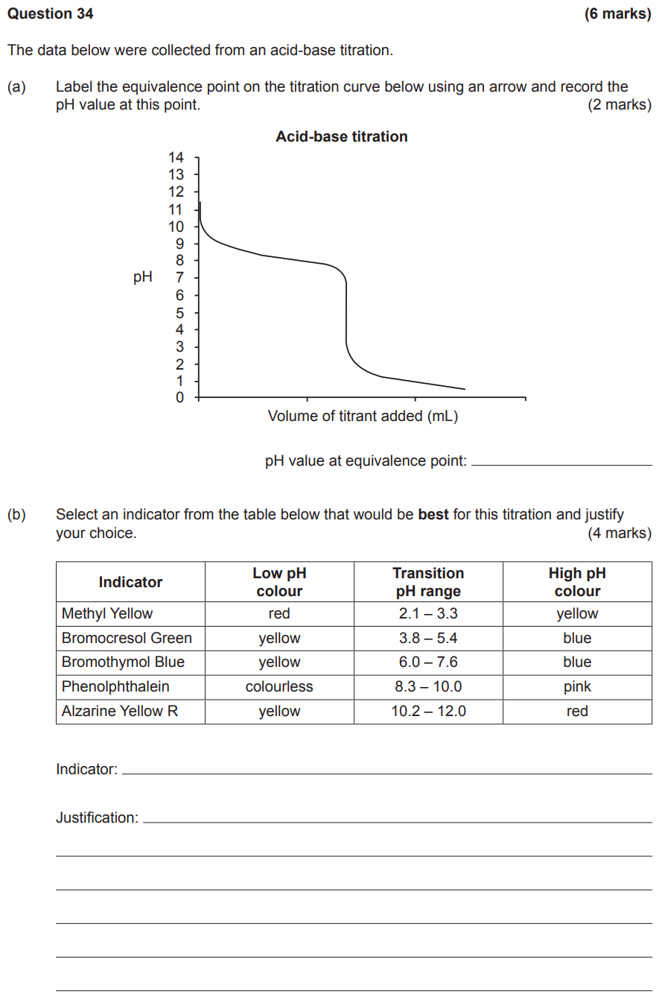 Question 34 (6 marks)
The data below were collected from an acid-base titration.
(a) Label the equivalence point on the titration curve below using an arrow and record the
pH value at this point. (2 marks)
Acid-base titration
14
13
12
11
10
9
8
pH 7
6
5
4
3
2
1
0
Volume of titrant added (mL)
pH value at equivalence point:
(b) Select an indicator from the table below that would be best for this titration and justify
your choice. (4 marks)
Indicator Low pH colour Transition pH range High pH colour
Methyl Yellow red 2.1 – 3.3 yellow
Bromocresol Green yellow 3.8 – 5.4 blue
Bromothymol Blue yellow 6.0 – 7.6 blue
Phenolphthalein colourless 8.3 – 10.0 pink
Alzarine Yellow R yellow 10.2 – 12.0 red
Indicator:
Justification: